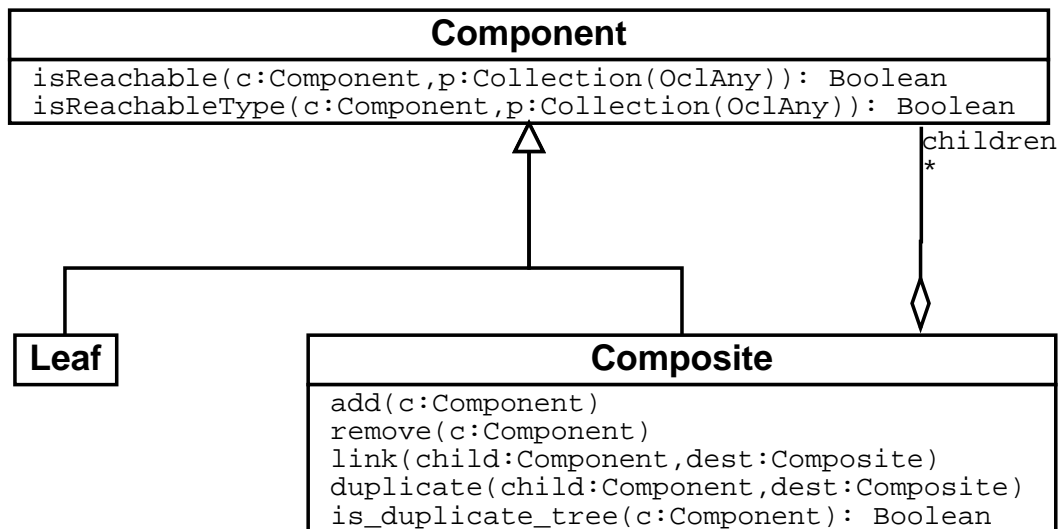 Component
isReachable(c:Component,p:Collection(OclAny)): Boolean
isReachableType(c:Component,p:Collection(OclAny)): Boolean
children
*
Leaf
Composite
add(c:Component)
remove(c:Component)
link(child:Component,dest:Composite)
duplicate(child:Component,dest:Composite)
is_duplicate_tree(c:Component): Boolean